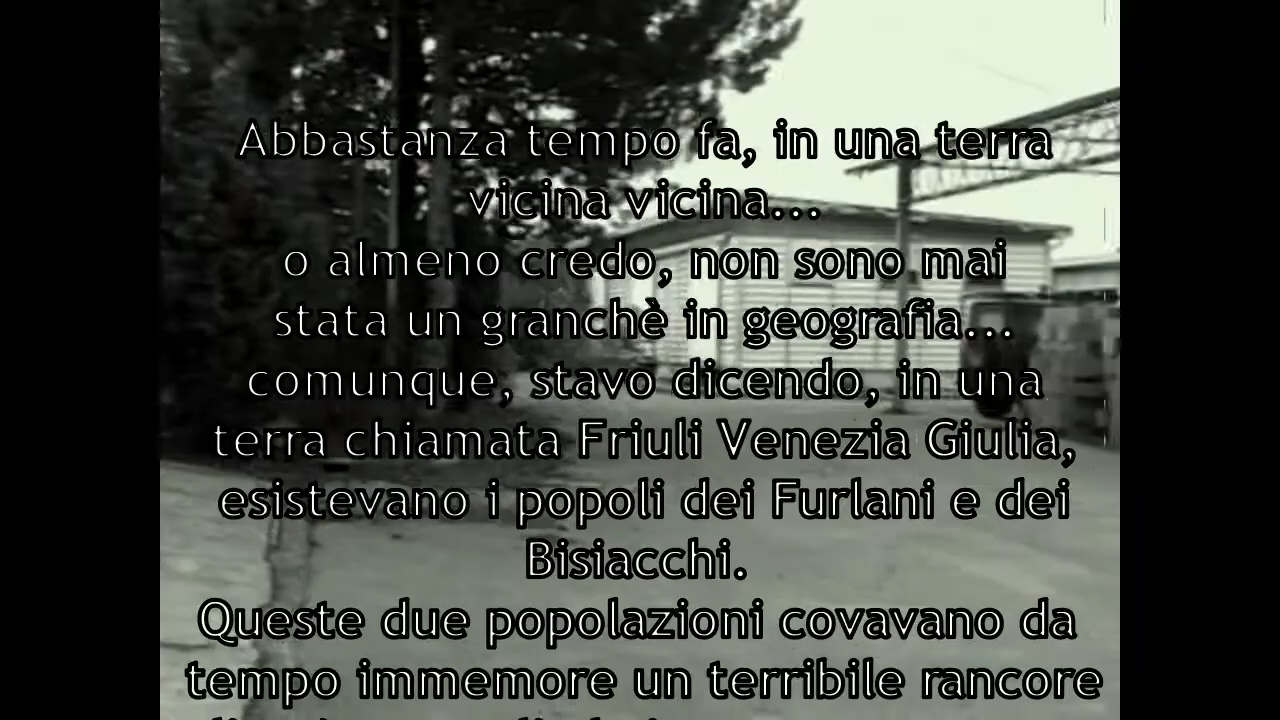 Abbastanza tempo fa, in una terra
vicina vicina...
o almeno credo, non sono mai
stata un granchè in geografia...
comunque, stavo dicendo, in una
terra chiamata Friuli Venezia Giulia,
esistevano i popoli dei Furlani e dei
Bisiacchi.
Queste due popolazioni covavano da
tempo immemore un terribile rancore